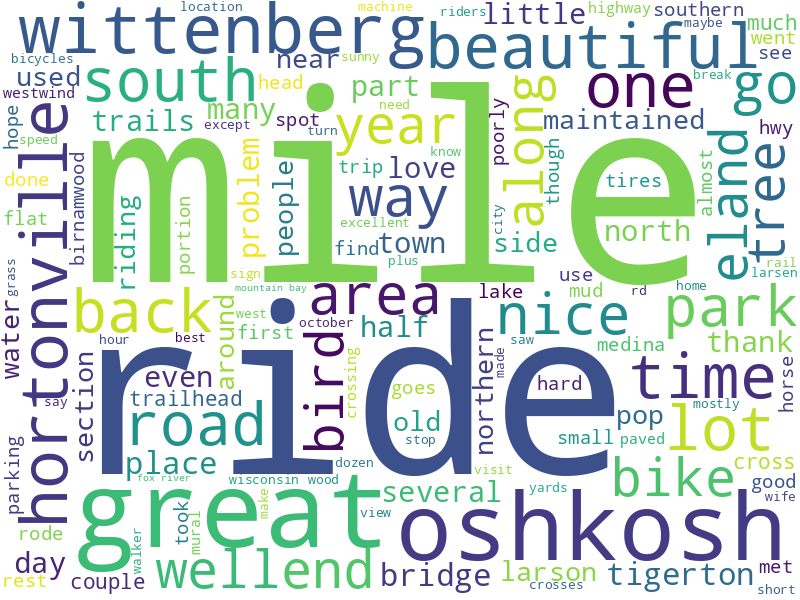 location machine riders highway southern
wittenberg little maybe much
bicycles sunny beautiful went see
used south near part
westwind head one go
hope many spot year maintained hwy
trails except turn need poorly
speed know though almost
hortonville mile along tree
done problem people trip love way tires
flat birnamwood riding portion find town side north eland
excellent city
sign plus rail
grass mountain bay use home larsen
water back west area lake mud rd park
around october nice
hour best first half saw medina thank
section even bird crossing northern made hard time horse
say trailhead ride goes pop mostly
road old stop small paved lot
parking place dozen cross
fox river wisconsin wood visit bike good
great make several oshkosh yards wife
rode took mural view break
day walker wellend bridge larson tigerton met
rest couple crosses short